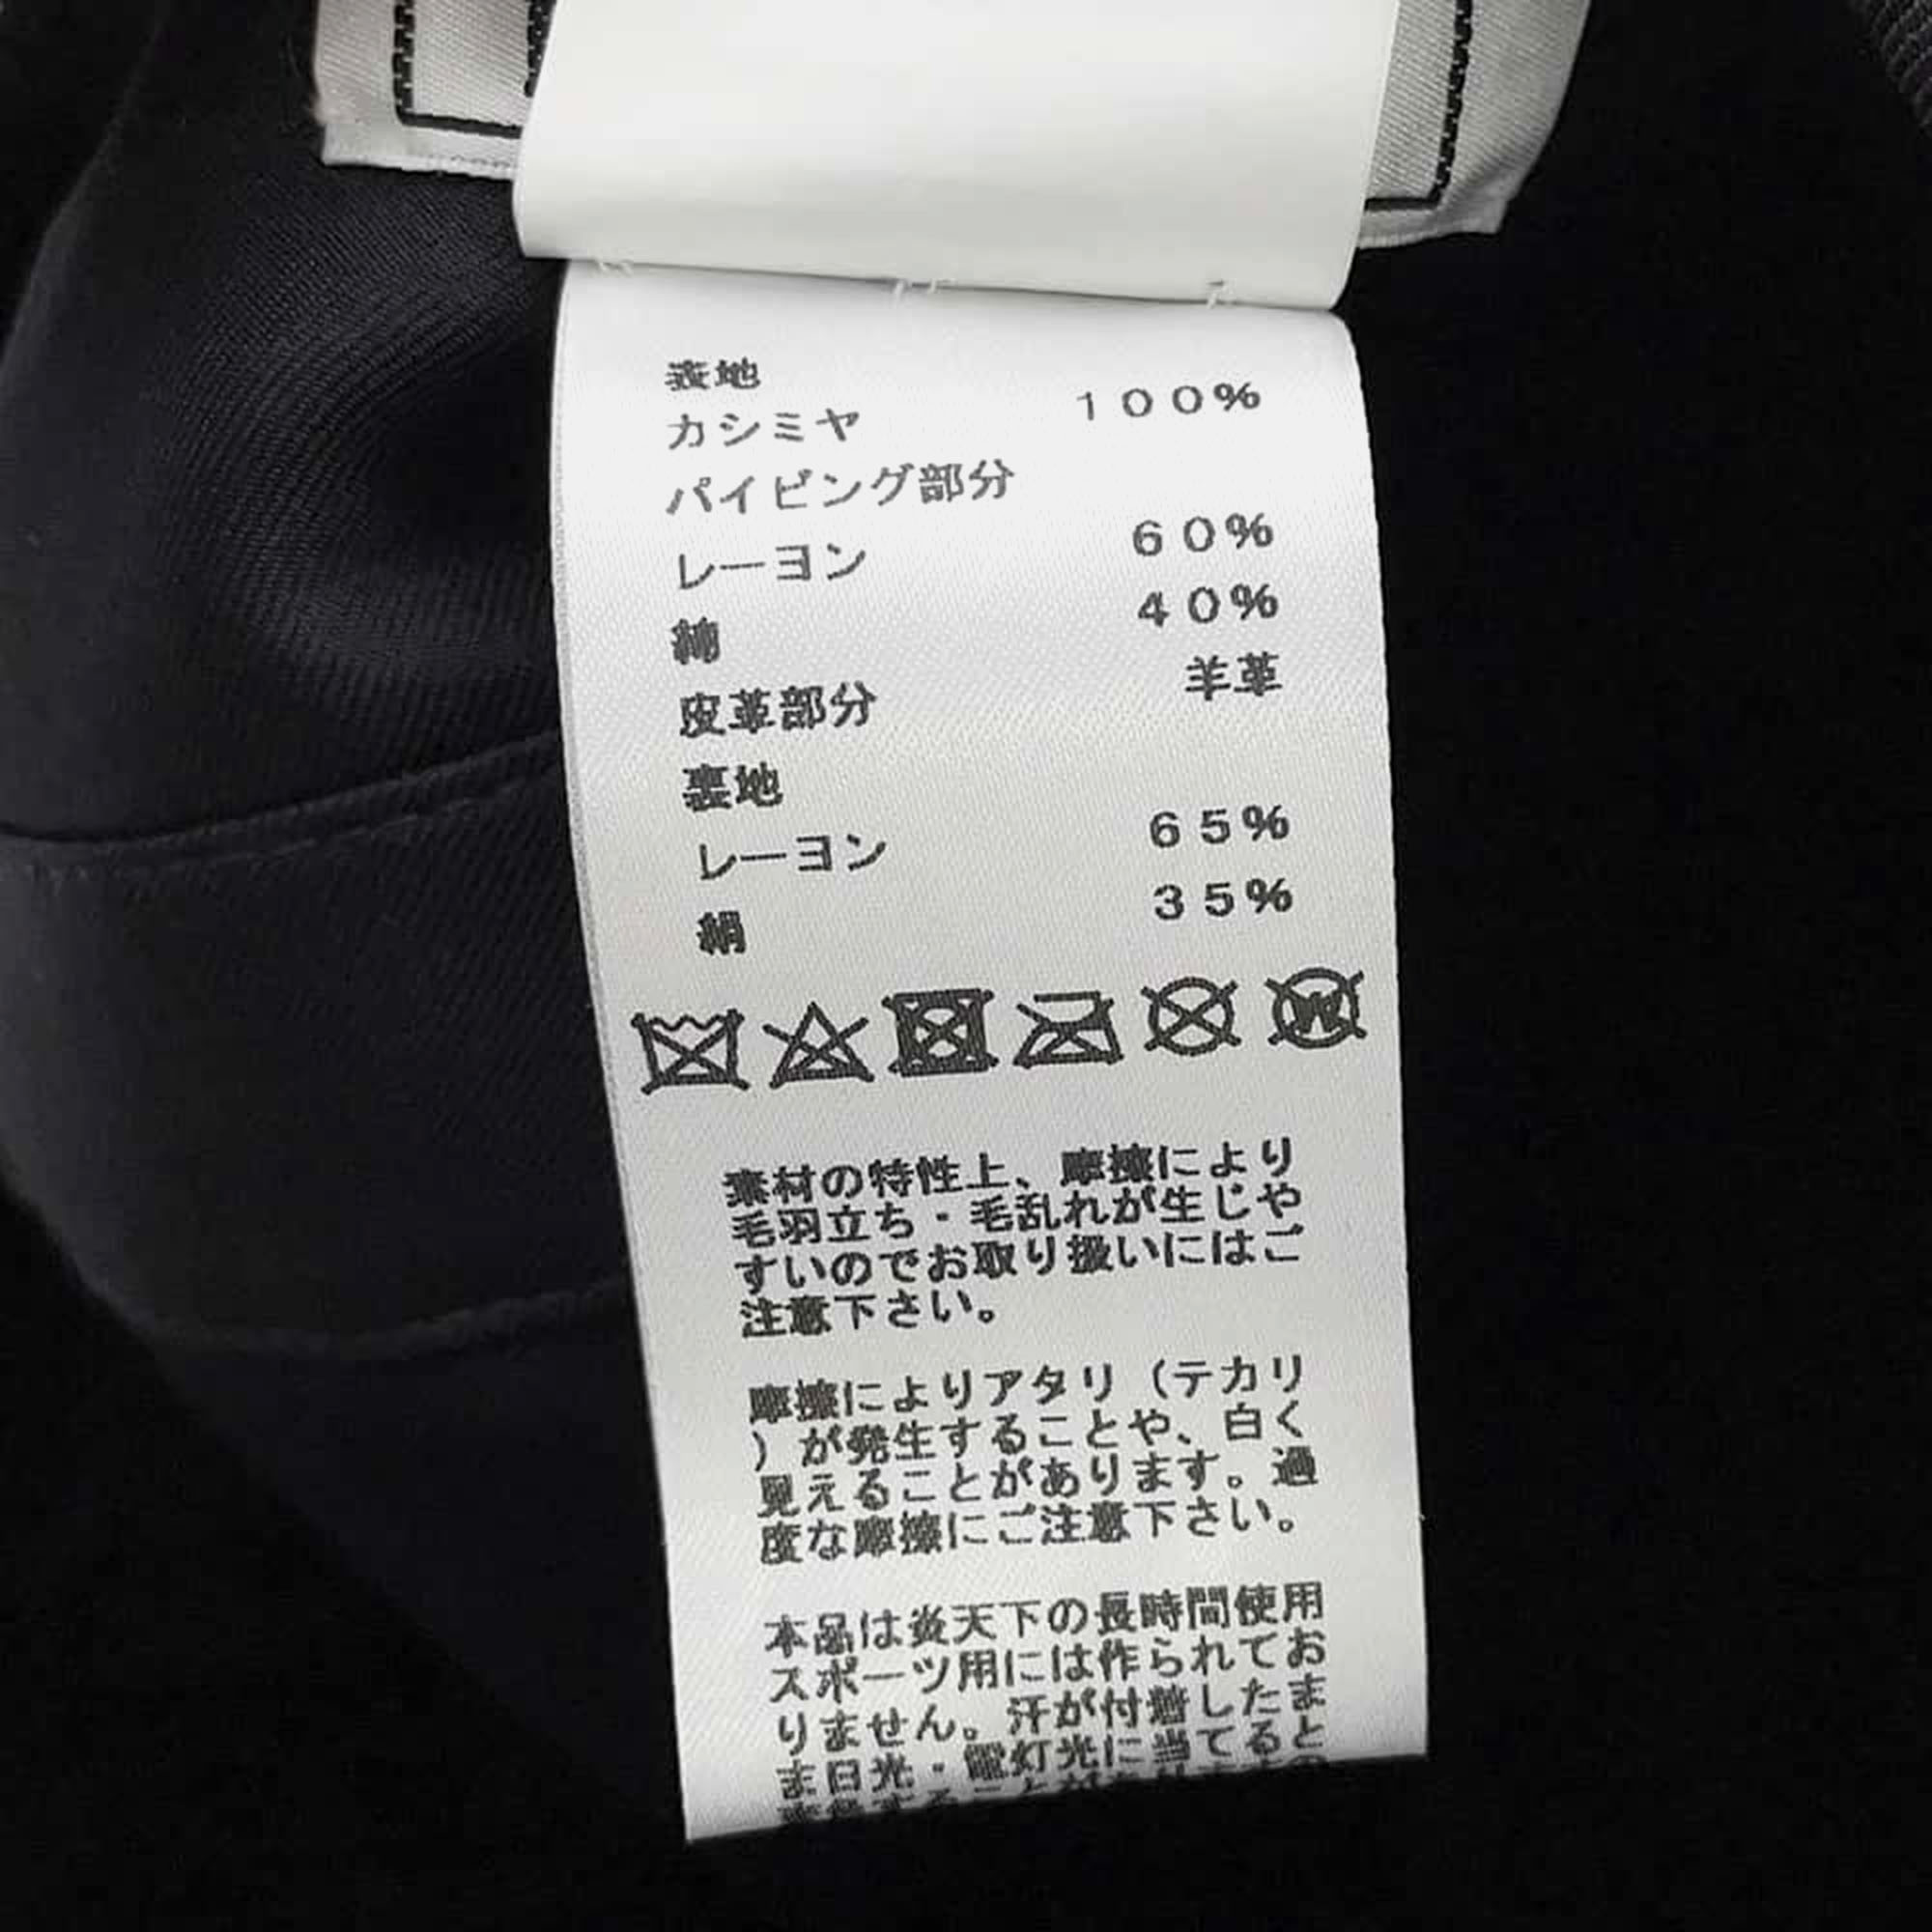 表地
カシミヤ 100%
パイピング部分
レーヨン 60%
綿 40%
皮革部分 羊革
裏地
レーヨン 65%
絹 35%
W
素材の特性上、摩擦により
毛羽立ち・毛乱れが生じや
すいのでお取り扱いにはご
注意下さい。
摩擦によりアタリ（テカリ
）が発生することや、白く
見えることがあります。過
度な摩擦にご注意下さい。
本品は炎天下の長時間使用
スポーツ用には作られてお
りません。汗が付着したま
ま日光・電灯光に当てると